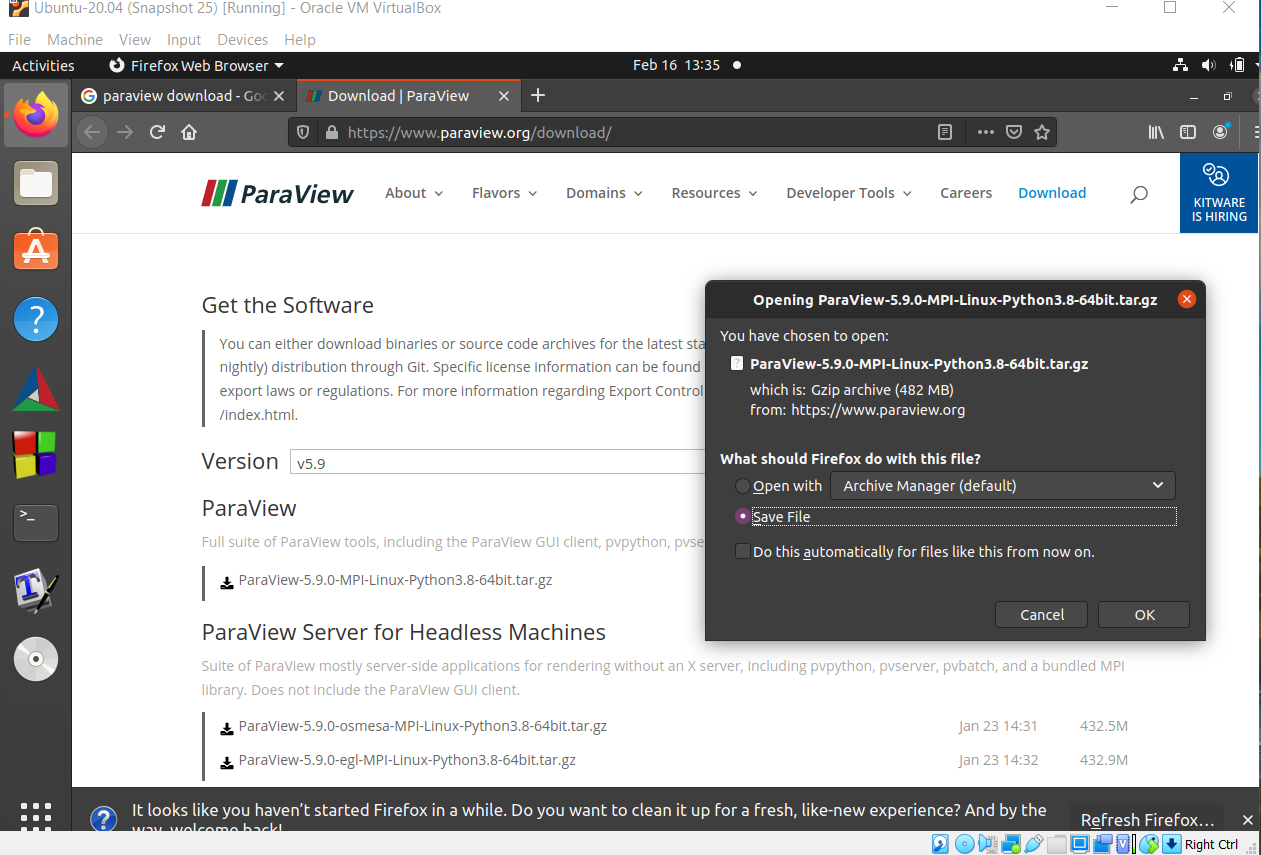 Ubuntu-20.04 (Snapshot 25) [Running] - Oracle VM VirtualBox
File Machine View Input Devices Help
Activities Firefox Web Browser Feb 16 13:35
paraview download - Goo Download | ParaView
https://www.paraview.org/download/
ParaView About Flavors Domains Resources Developer Tools Careers Download
KITWARE
IS HIRING
Get the Software
You can either download binaries or source code archives for the latest sta
nightly) distribution through Git. Specific license information can be found
export laws or regulations. For more information regarding Export Control
/index.html.
Version v5.9
ParaView
Full suite of ParaView tools, including the ParaView GUI client, pvpython, pvse
ParaView-5.9.0-MPI-Linux-Python3.8-64bit.tar.gz
ParaView Server for Headless Machines
Suite of ParaView mostly server-side applications for rendering without an X server, including pvpython, pvserver, pvbatch, and a bundled MPI
library. Does not include the ParaView GUI client.
ParaView-5.9.0-osmesa-MPI-Linux-Python3.8-64bit.tar.gz Jan 23 14:31 432.5M
ParaView-5.9.0-egl-MPI-Linux-Python3.8-64bit.tar.gz Jan 23 14:32 432.9M
Opening ParaView-5.9.0-MPI-Linux-Python3.8-64bit.tar.gz
You have chosen to open:
ParaView-5.9.0-MPI-Linux-Python3.8-64bit.tar.gz
which is: Gzip archive (482 MB)
from: https://www.paraview.org
What should Firefox do with this file?
Open with Archive Manager (default)
Save File
Do this automatically for files like this from now on.
Cancel OK
It looks like you haven't started Firefox in a while. Do you want to clean it up for a fresh, like-new experience? And by the
way, welcome back!
Refresh Firefox…
Right Ctrl